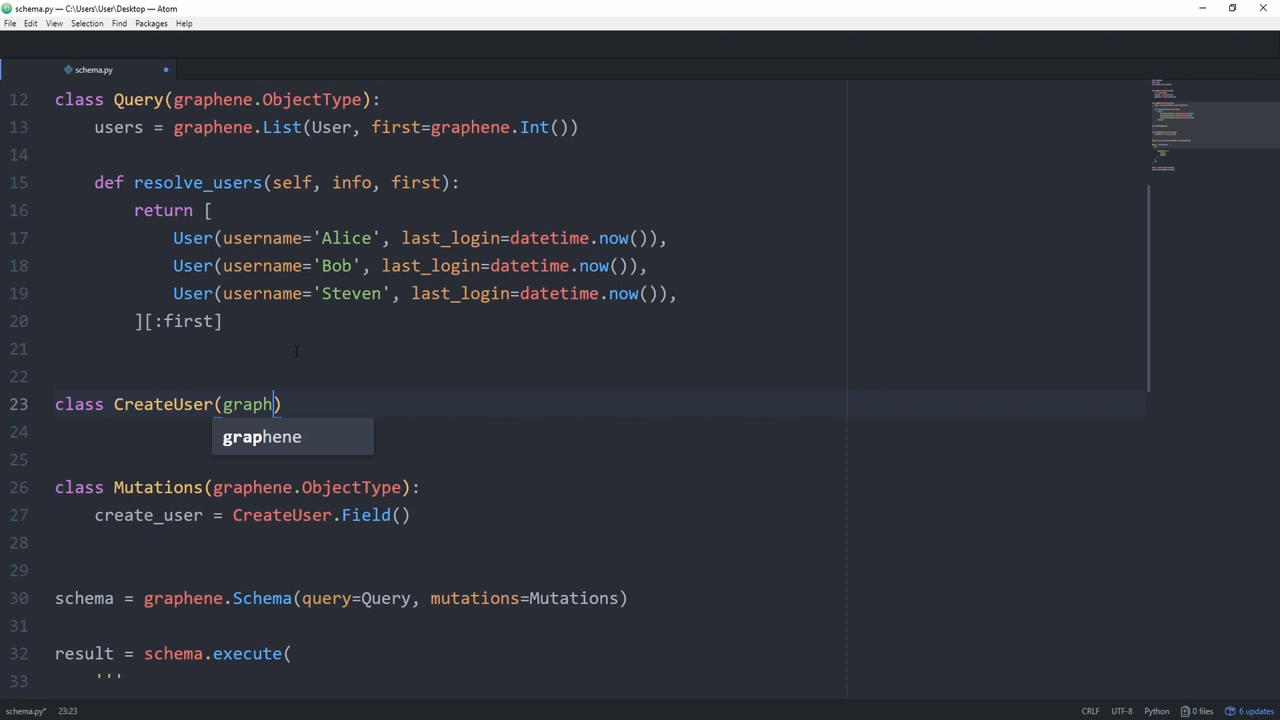 schema.py — C:\Users\User\Desktop — Atom
File Edit View Selection Find Packages Help
schema.py
12 class Query(graphene.ObjectType):
13     users = graphene.List(User, first=graphene.Int())
14
15     def resolve_users(self, info, first):
16         return [
17             User(username='Alice', last_login=datetime.now()),
18             User(username='Bob', last_login=datetime.now()),
19             User(username='Steven', last_login=datetime.now()),
20         ][:first]
21
22
23 class CreateUser(graph)
graphene
24
25
26 class Mutations(graphene.ObjectType):
27     create_user = CreateUser.Field()
28
29
30 schema = graphene.Schema(query=Query, mutations=Mutations)
31
32 result = schema.execute(
33     '''
schema.py* 23:23 CRLF UTF-8 Python 0 files 6 updates